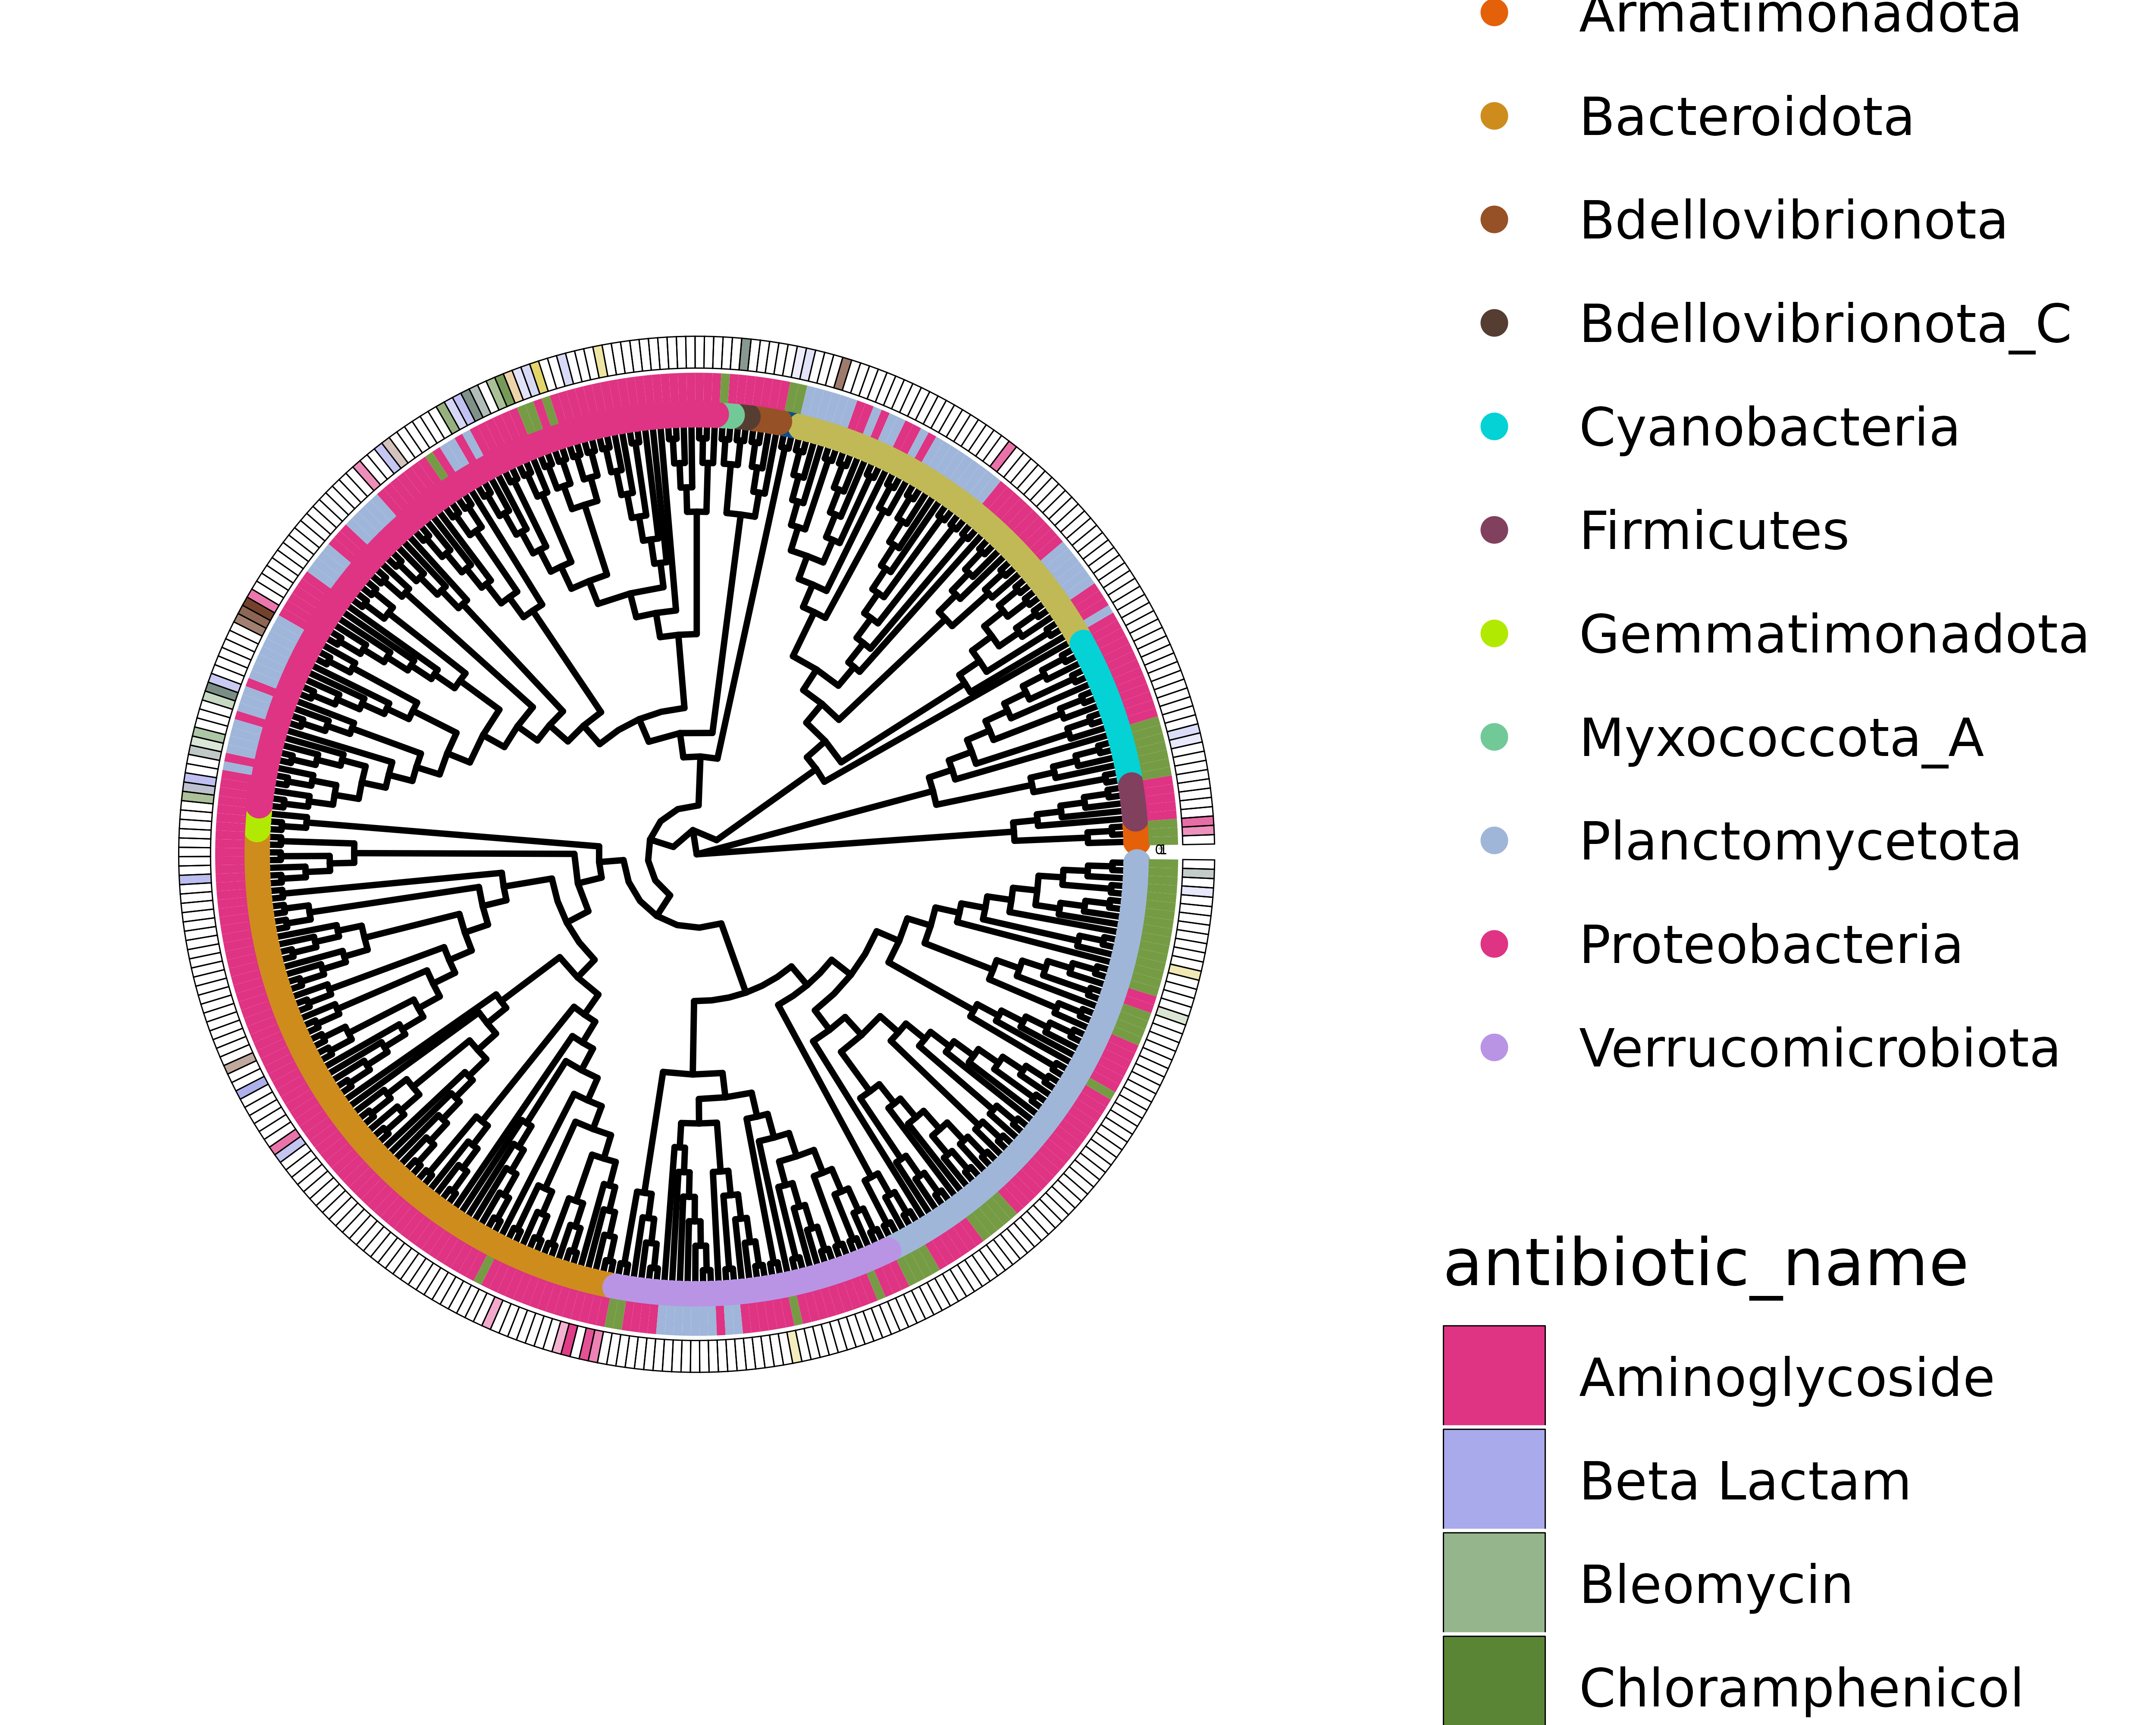 Armatimonadota
Bacteroidota
Bdellovibrionota
Bdellovibrionota_C
Cyanobacteria
Firmicutes
Gemmatimonadota
Myxococcota_A
Planctomycetota
Proteobacteria
Verrucomicrobiota
antibiotic_name
Aminoglycoside
Beta Lactam
Bleomycin
Chloramphenicol